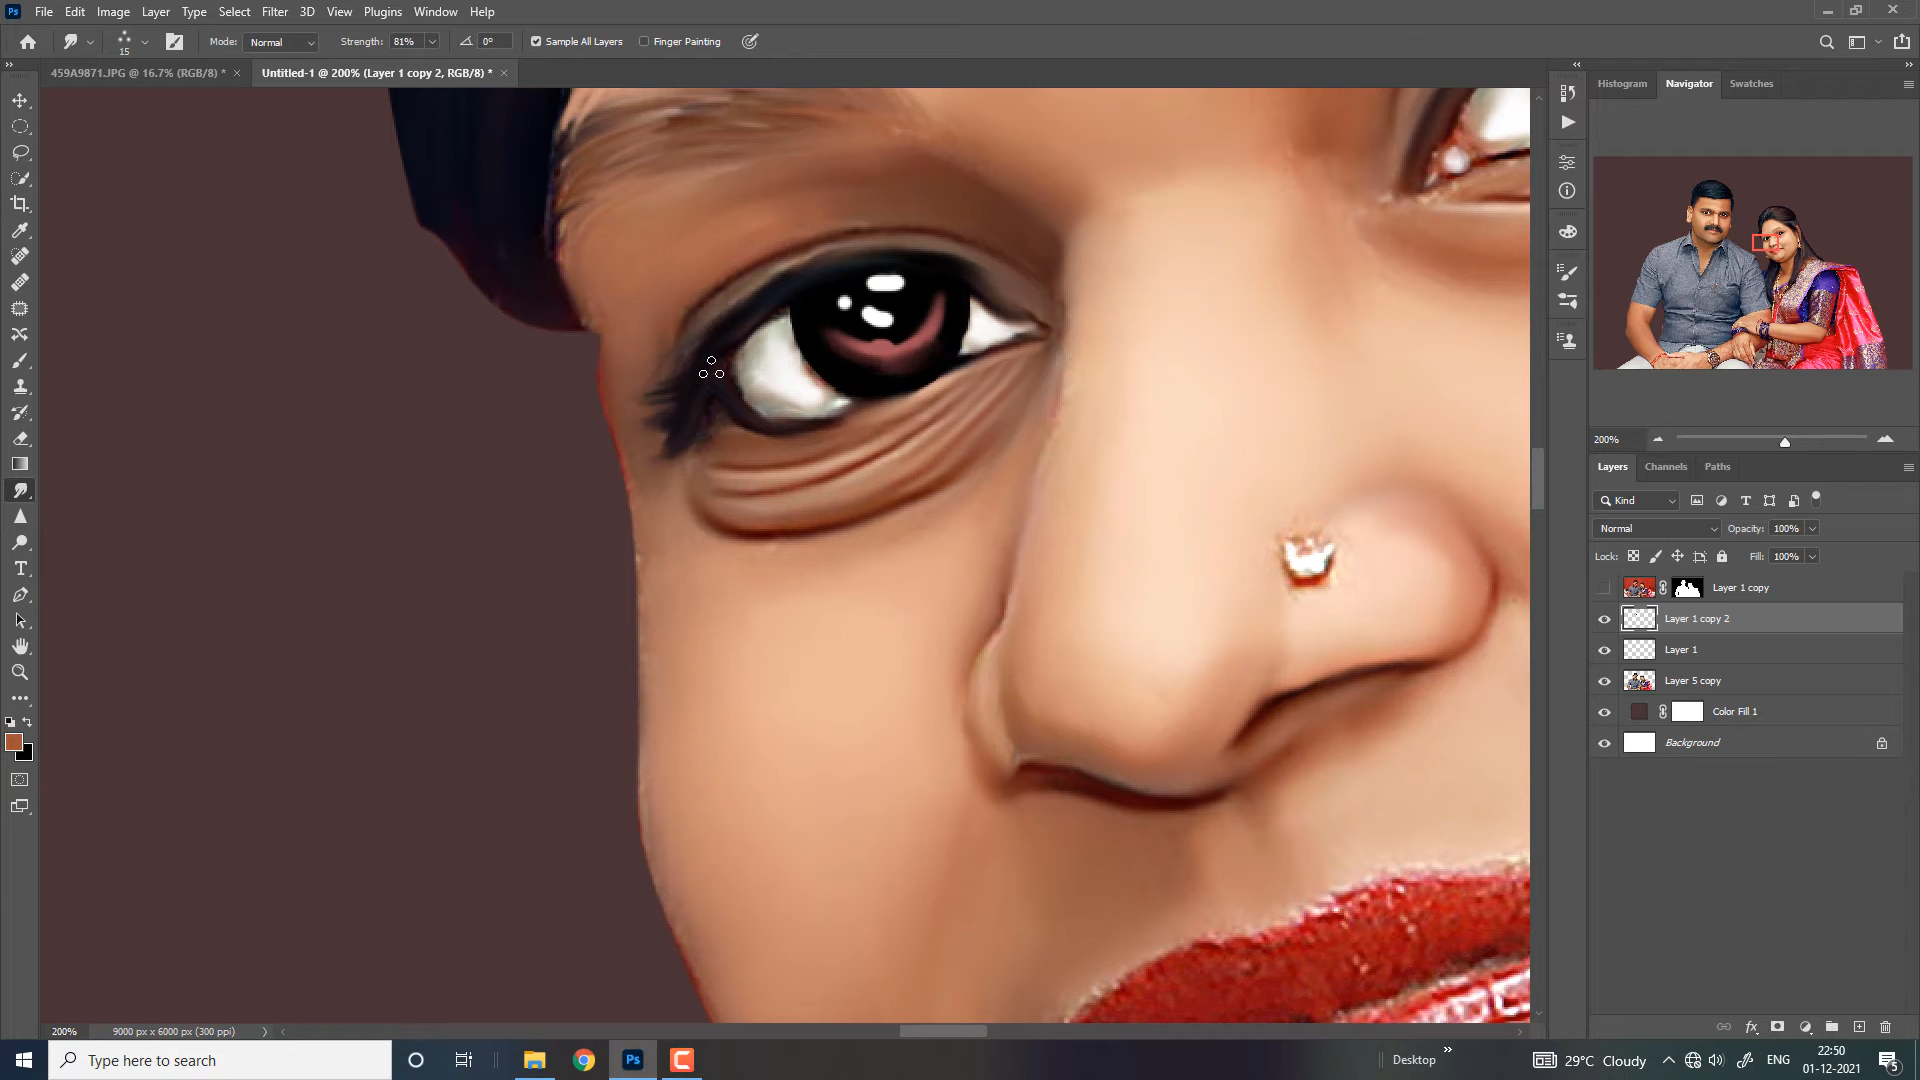 Ps File Edit Image Layer Type Select Filter 3D View Plugins Window Help
15 Mode: Normal Strength: 81% 0° Sample All Layers Finger Painting
459A9871.JPG @ 16.7% (RGB/8) * × Untitled-1 @ 200% (Layer 1 copy 2, RGB/8) * ×
Histogram Navigator Swatches
200%
Layers Channels Paths
Kind
Normal Opacity: 100%
Lock: Fill: 100%
Layer 1 copy
Layer 1 copy 2
Layer 1
Layer 5 copy
Color Fill 1
Background
200% 9000 px x 6000 px (300 ppi)
Type here to search
Ps
Desktop
29°C Cloudy
ENG
22:50
01-12-2021
5